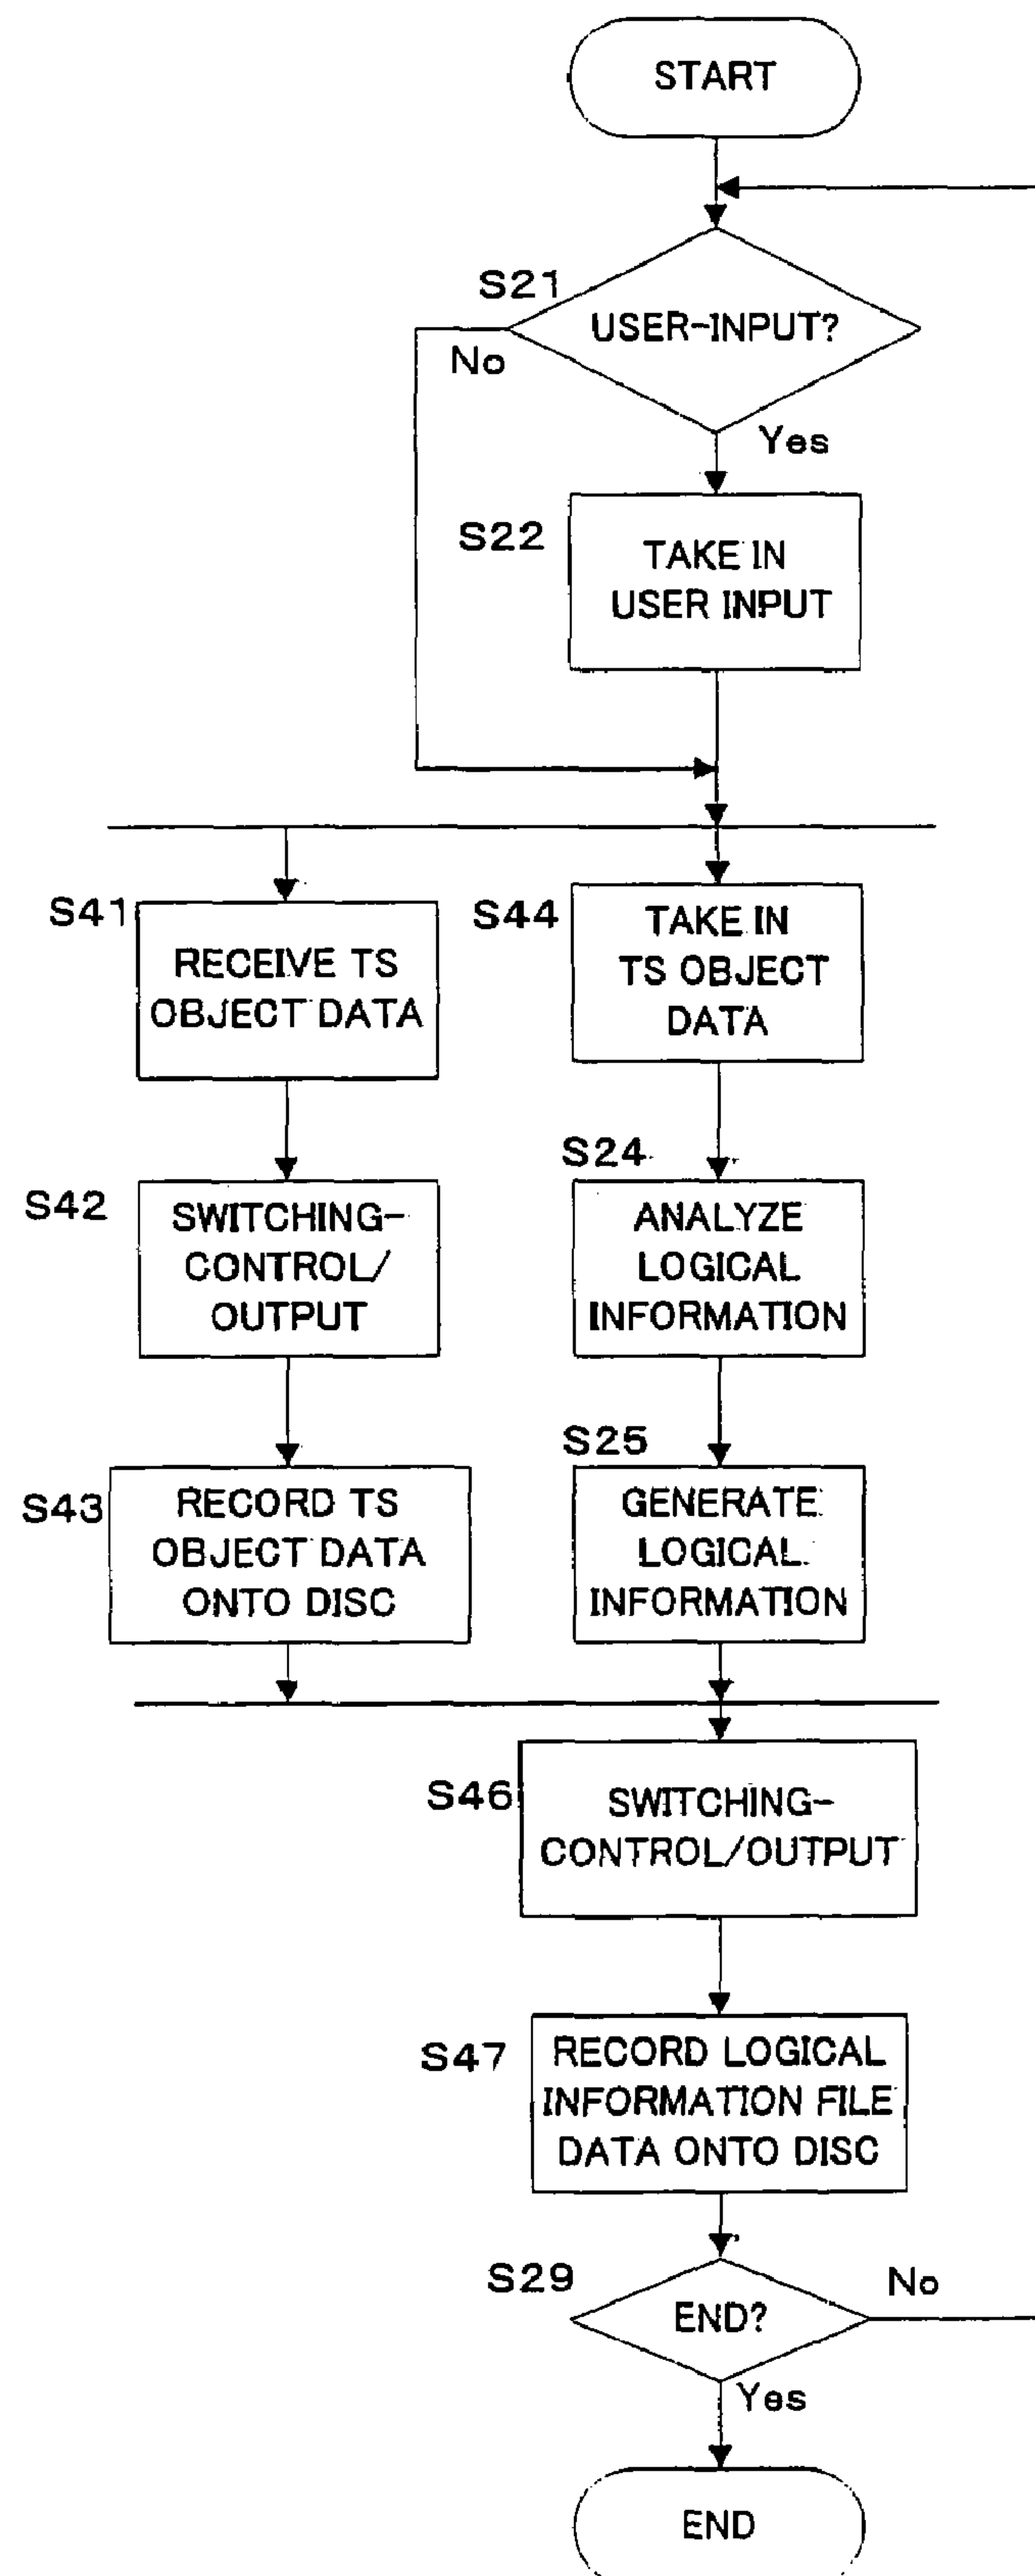 START
S21
USER-INPUT?
No
Yes
S22
TAKE IN
USER INPUT
S41
RECEIVE TS
OBJECT DATA
S44
TAKE IN
TS OBJECT
DATA
S42
SWITCHING-
CONTROL/
OUTPUT
S24
ANALYZE
LOGICAL
INFORMATION
S43
RECORD TS
OBJECT DATA
ONTO DISC
S25
GENERATE
LOGICAL
INFORMATION
S46
SWITCHING-
CONTROL/OUTPUT
S47
RECORD LOGICAL
INFORMATION FILE
DATA ONTO DISC
S29
END?
No
Yes
END